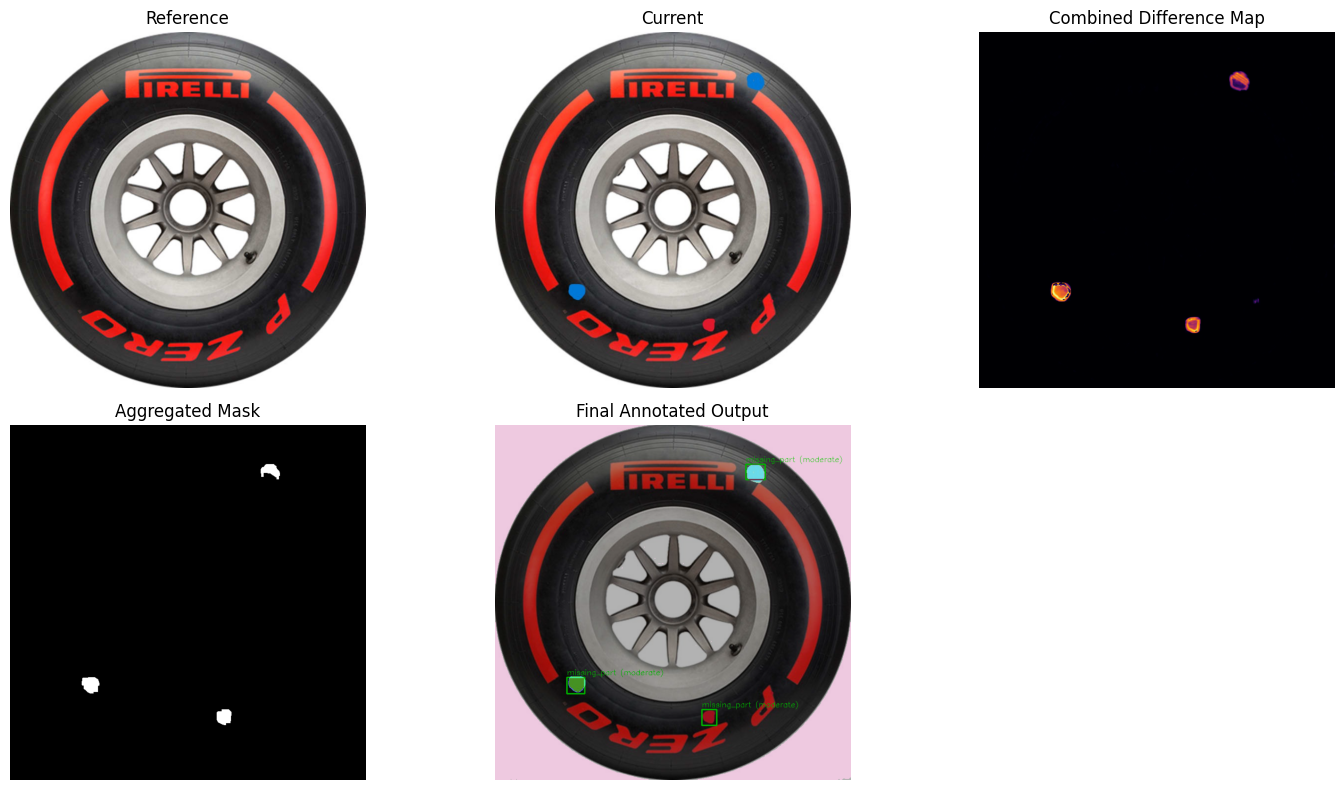 Reference
Current
Combined Difference Map
PIRELLI
P ZERO
PIRELLI
P ZERO
Aggregated Mask
Final Annotated Output
missing_part (moderate)
PIRELLI
missing_part (moderate)
missing_part (moderate)
P ZERO